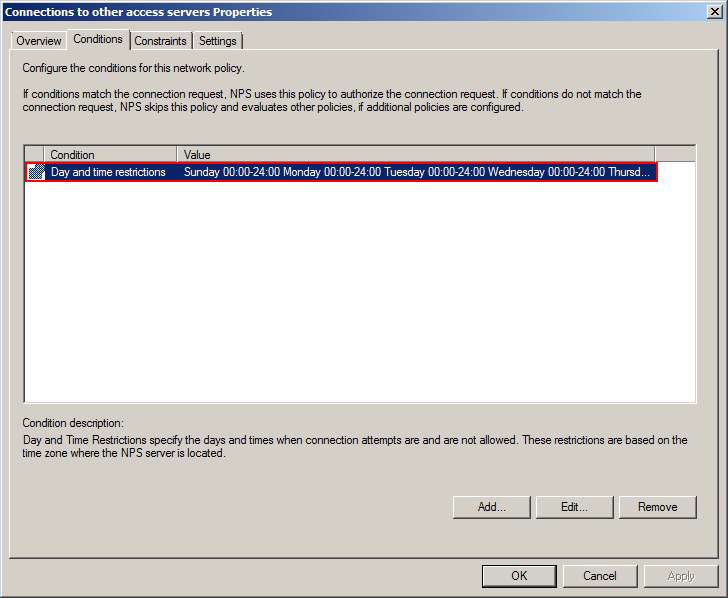 Connections to other access servers Properties
Overview Conditions Constraints Settings
Configure the conditions for this network policy.
If conditions match the connection request, NPS uses this policy to authorize the connection request. If conditions do not match the
connection request, NPS skips this policy and evaluates other policies, if additional policies are configured.
Condition Value
Day and time restrictions Sunday 00:00-24:00 Monday 00:00-24:00 Tuesday 00:00-24:00 Wednesday 00:00-24:00 Thursd...
Condition description:
Day and Time Restrictions specify the days and times when connection attempts are and are not allowed. These restrictions are based on the
time zone where the NPS server is located.
Add... Edit... Remove
OK Cancel Apply